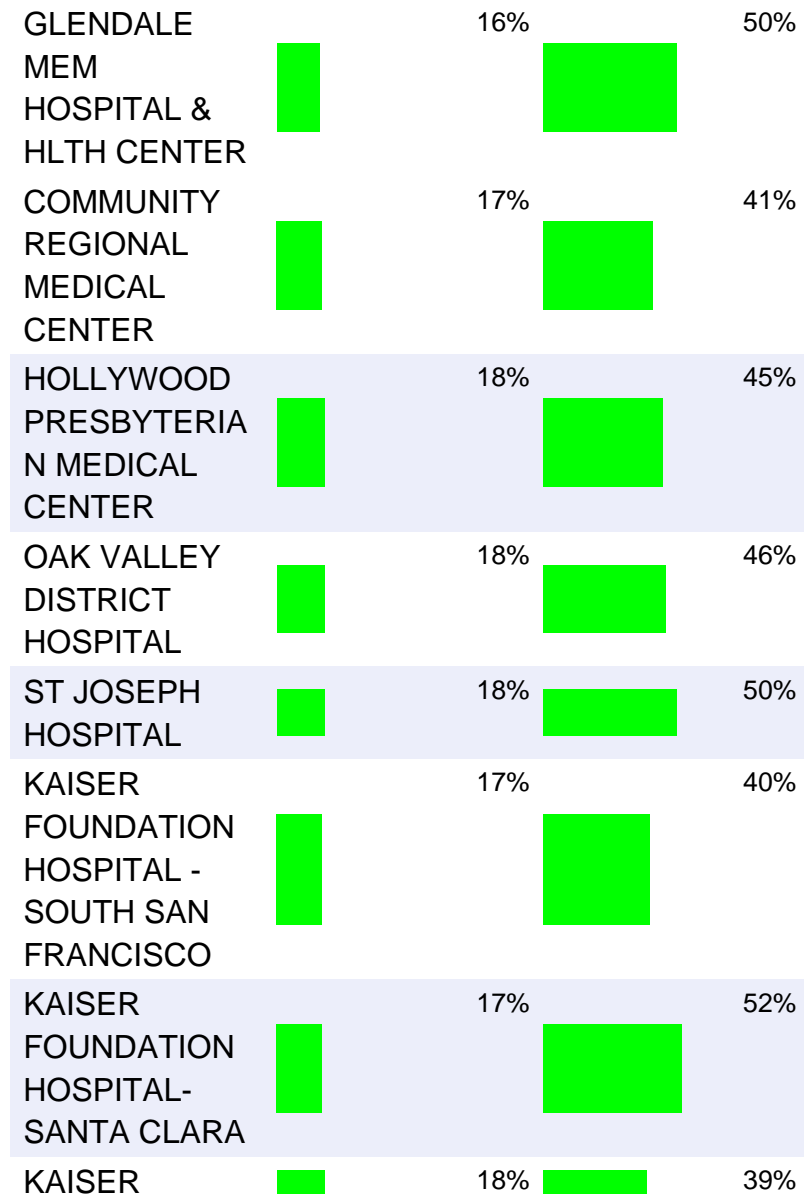 GLENDALE 16% 50%
MEM
HOSPITAL &
HLTH CENTER
COMMUNITY 17% 41%
REGIONAL
MEDICAL
CENTER
HOLLYWOOD 18% 45%
PRESBYTERIA
N MEDICAL
CENTER
OAK VALLEY 18% 46%
DISTRICT
HOSPITAL
ST JOSEPH 18% 50%
HOSPITAL
KAISER 17% 40%
FOUNDATION
HOSPITAL -
SOUTH SAN
FRANCISCO
KAISER 17% 52%
FOUNDATION
HOSPITAL-
SANTA CLARA
KAISER 18% 39%